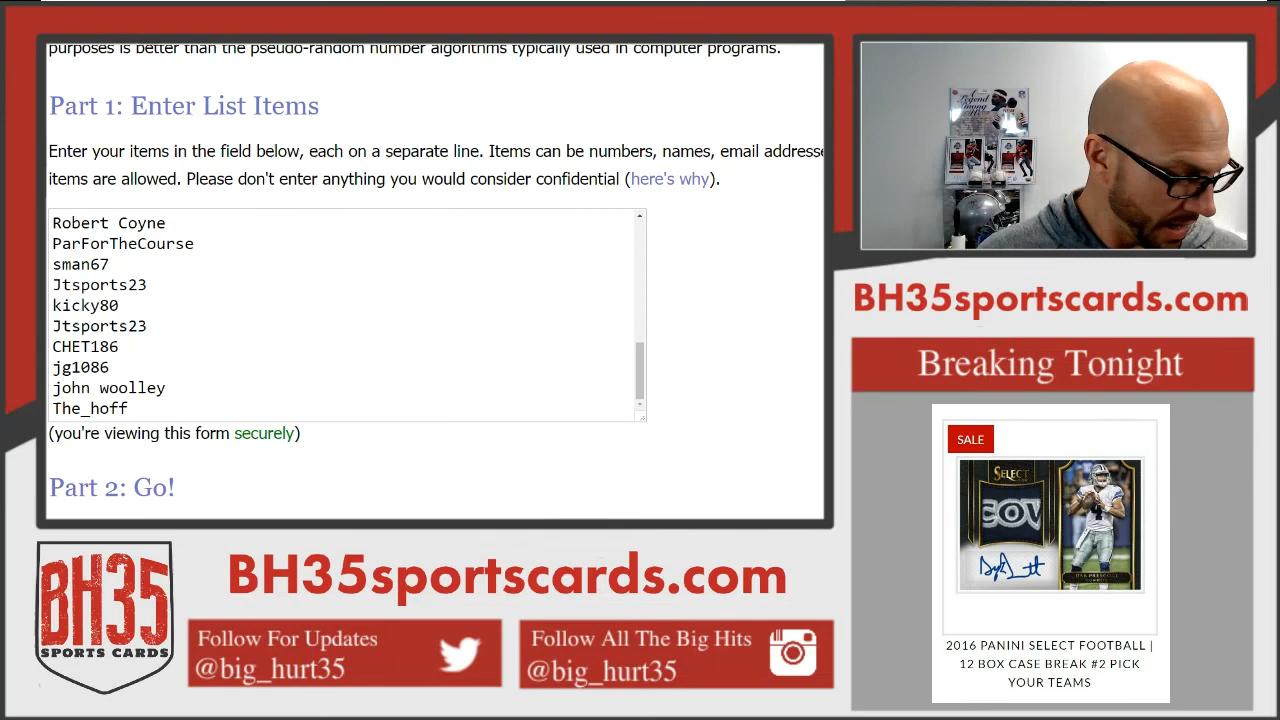 purposes is better than the pseudo-random number algorithms typically used in computer programs.
Part 1: Enter List Items
Enter your items in the field below, each on a separate line. Items can be numbers, names, email addresse
items are allowed. Please don't enter anything you would consider confidential (here's why).
Robert Coyne
ParForTheCourse
sman67
Jtsports23
kicky80
Jtsports23
CHET186
jg1086
john woolley
The_hoff
(you're viewing this form securely)
Part 2: Go!
BH35sportscards.com
Breaking Tonight
SALE
SELECT
COV
DAK PRESCOTT
2016 PANINI SELECT FOOTBALL |
12 BOX CASE BREAK #2 PICK
YOUR TEAMS
BH35
SPORTS CARDS
BH35sportscards.com
Follow For Updates
@big_hurt35
Follow All The Big Hits
@big_hurt35